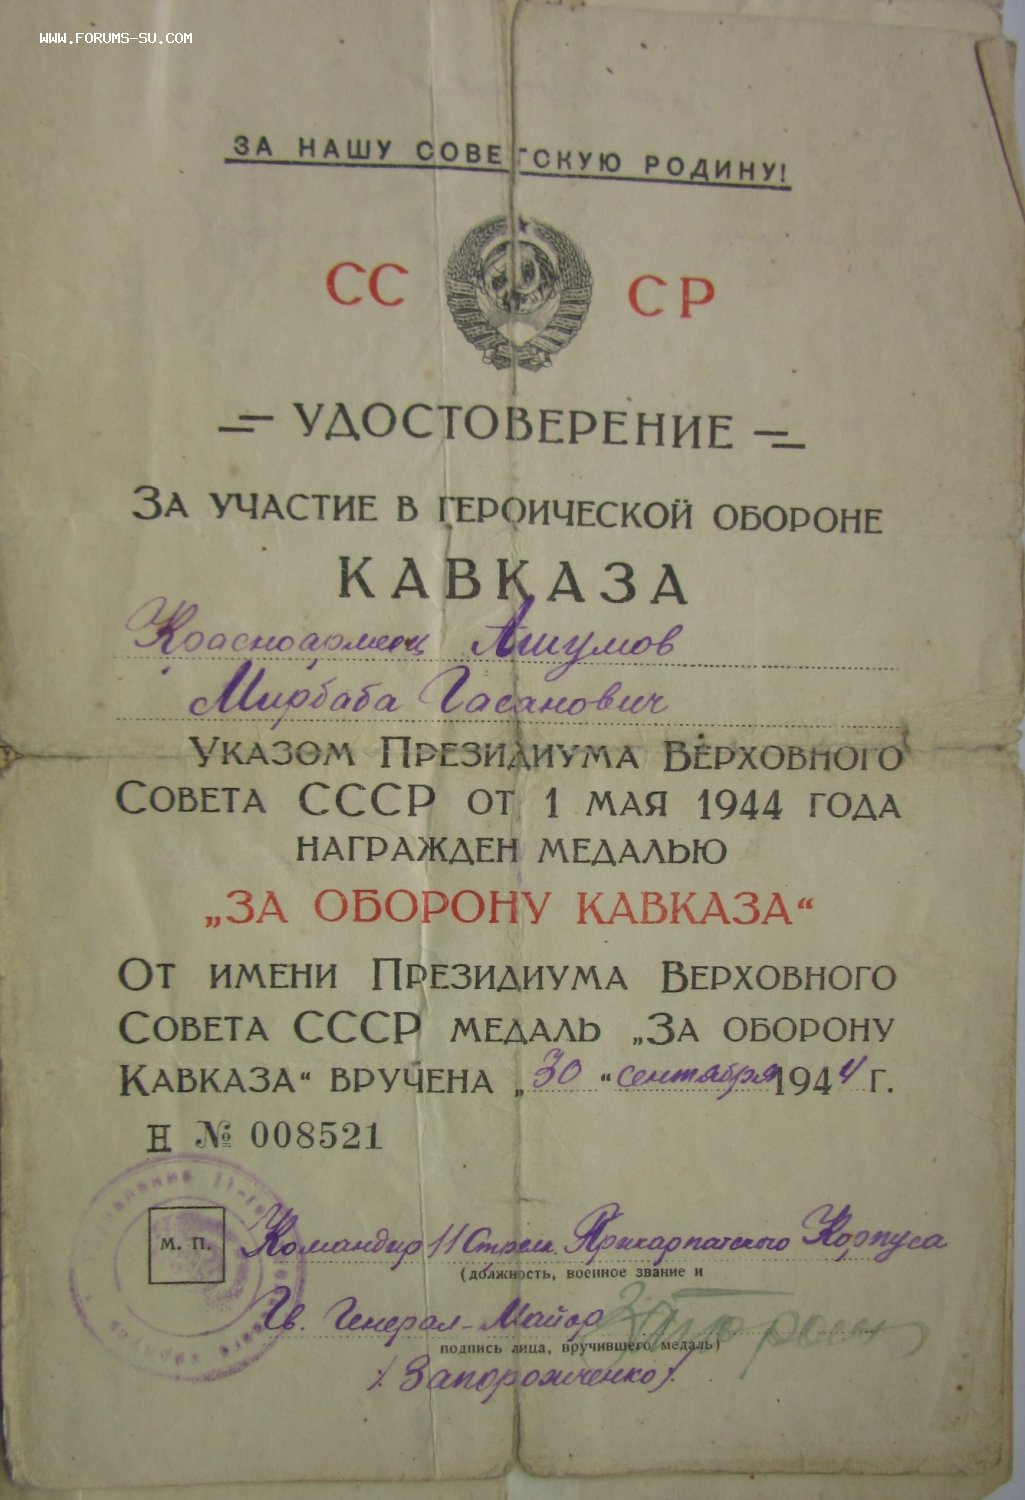 WWW.FORUMS-SU.COM
ЗА НАШУ СОВЕТСКУЮ РОДИНУ!
СС СР
УДОСТОВЕРЕНИЕ
ЗА УЧАСТИЕ В ГЕРОИЧЕСКОЙ ОБОРОНЕ
КАВКАЗА
Красноармеец Ашумов
Мирбаба Гасанович
УКАЗОМ ПРЕЗИДИУМА ВЕРХОВНОГО
СОВЕТА СССР ОТ 1 МАЯ 1944 ГОДА
НАГРАЖДЕН МЕДАЛЬЮ
„ЗА ОБОРОНУ КАВКАЗА“
ОТ ИМЕНИ ПРЕЗИДИУМА ВЕРХОВНОГО
СОВЕТА СССР МЕДАЛЬ „ЗА ОБОРОНУ
КАВКАЗА“ ВРУЧЕНА „30“ сентября 1944 Г.
Н № 008521
М. П.
Командир 11 Стрелк. Прикарпатского Корпуса
(должность, военное звание и
Гв. Генерал-Майор
подпись лица, вручившего медаль)
/Запорожченко/